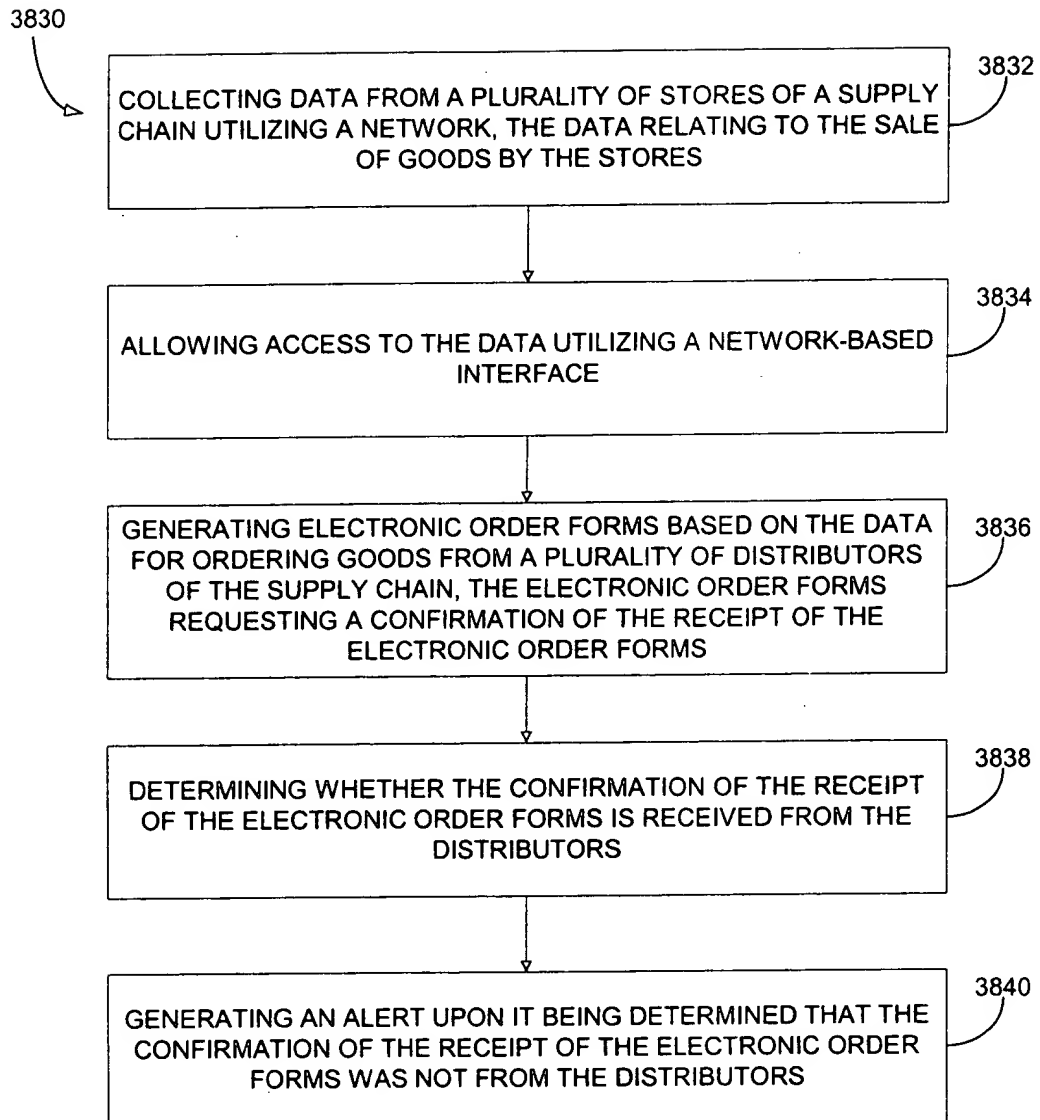 3830
3832
COLLECTING DATA FROM A PLURALITY OF STORES OF A SUPPLY
CHAIN UTILIZING A NETWORK, THE DATA RELATING TO THE SALE
OF GOODS BY THE STORES
3834
ALLOWING ACCESS TO THE DATA UTILIZING A NETWORK-BASED
INTERFACE
3836
GENERATING ELECTRONIC ORDER FORMS BASED ON THE DATA
FOR ORDERING GOODS FROM A PLURALITY OF DISTRIBUTORS
OF THE SUPPLY CHAIN, THE ELECTRONIC ORDER FORMS
REQUESTING A CONFIRMATION OF THE RECEIPT OF THE
ELECTRONIC ORDER FORMS
3838
DETERMINING WHETHER THE CONFIRMATION OF THE RECEIPT
OF THE ELECTRONIC ORDER FORMS IS RECEIVED FROM THE
DISTRIBUTORS
3840
GENERATING AN ALERT UPON IT BEING DETERMINED THAT THE
CONFIRMATION OF THE RECEIPT OF THE ELECTRONIC ORDER
FORMS WAS NOT FROM THE DISTRIBUTORS